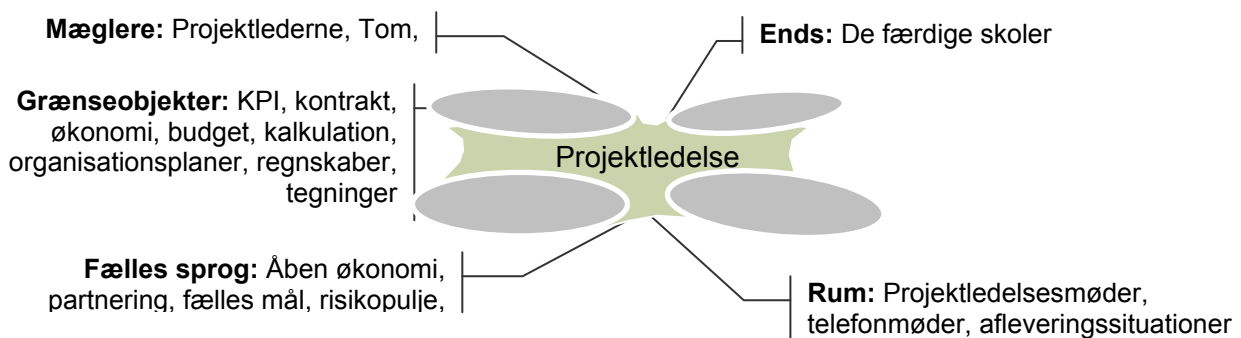 Mæglere: Projektlederne, Tom,
Ends: De færdige skoler
Grænseobjekter: KPI, kontrakt,
økonomi, budget, kalkulation,
organisationsplaner, regnskaber,
tegninger
Projektledelse
Fælles sprog: Åben økonomi,
partnering, fælles mål, risikopulje,
Rum: Projektledelsesmøder,
telefonmøder, afleveringssituationer